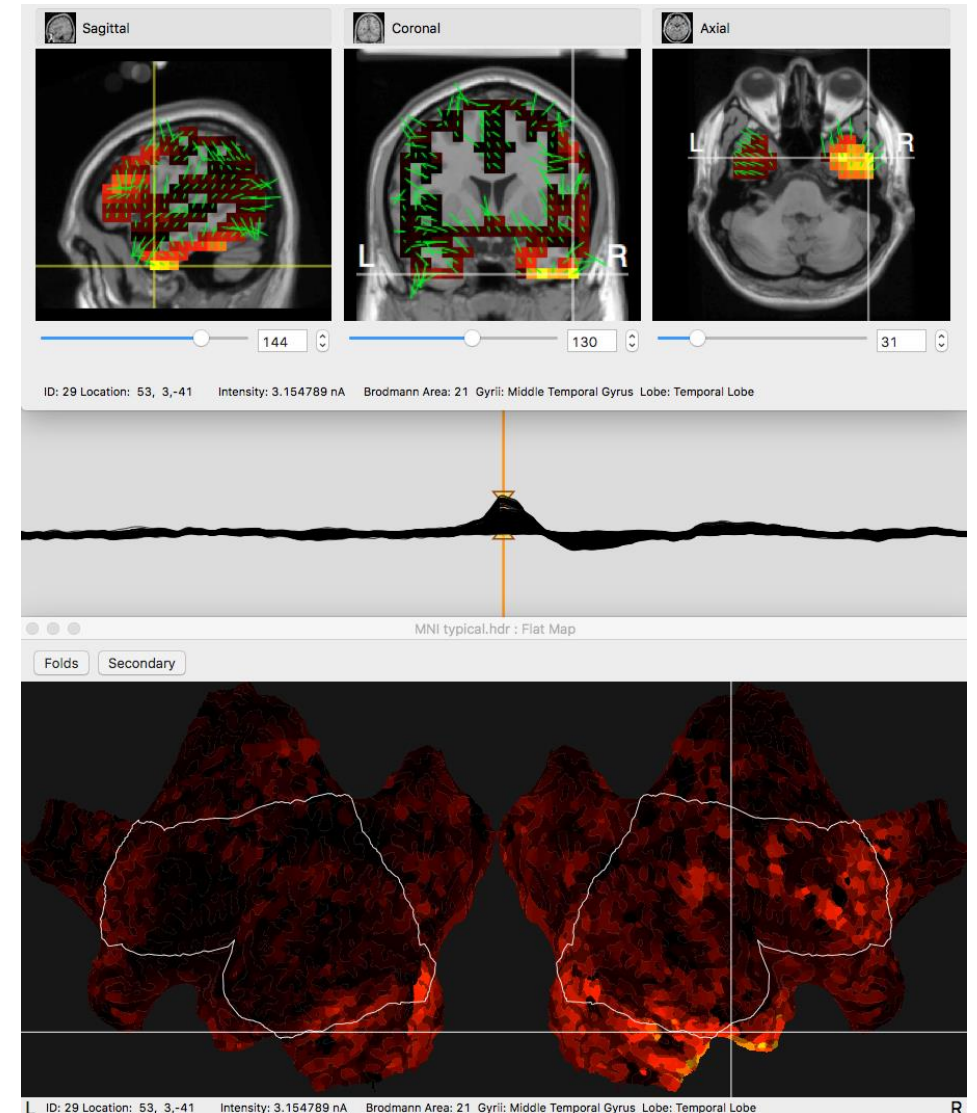 Sagittal
Coronal
Axial
L
R
L
R
144
130
31
ID: 29 Location: 53, 3,-41 Intensity: 3.154789 nA Brodmann Area: 21 Gyrii: Middle Temporal Gyrus Lobe: Temporal Lobe
MNI typical.hdr : Flat Map
Folds
Secondary
L ID: 29 Location: 53, 3,-41 Intensity: 3.154789 nA Brodmann Area: 21 Gyrii: Middle Temporal Gyrus Lobe: Temporal Lobe R